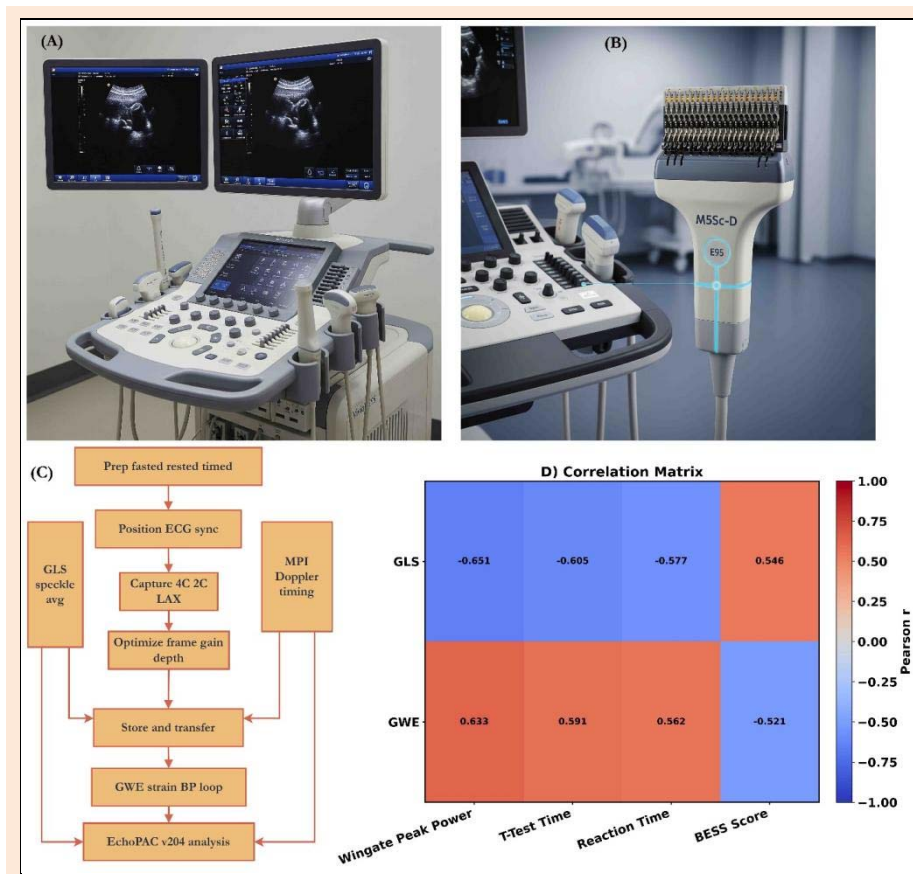 (A)
(B)
M5Sc-D
E95
(C)
Prep fasted rested timed
Position ECG sync
GLS
speckle
avg
MPI
Doppler
timing
Capture 4C 2C
LAX
Optimize frame gain
depth
Store and transfer
GWE strain BP loop
EchoPAC v204 analysis
D) Correlation Matrix
GLS
-0.651
-0.605
-0.577
0.546
GWE
0.633
0.591
0.562
-0.521
Wingate Peak Power
T-Test Time
Reaction Time
BESS Score
1.00
0.75
0.50
0.25
0.00
-0.25
-0.50
-0.75
-1.00
Pearson r